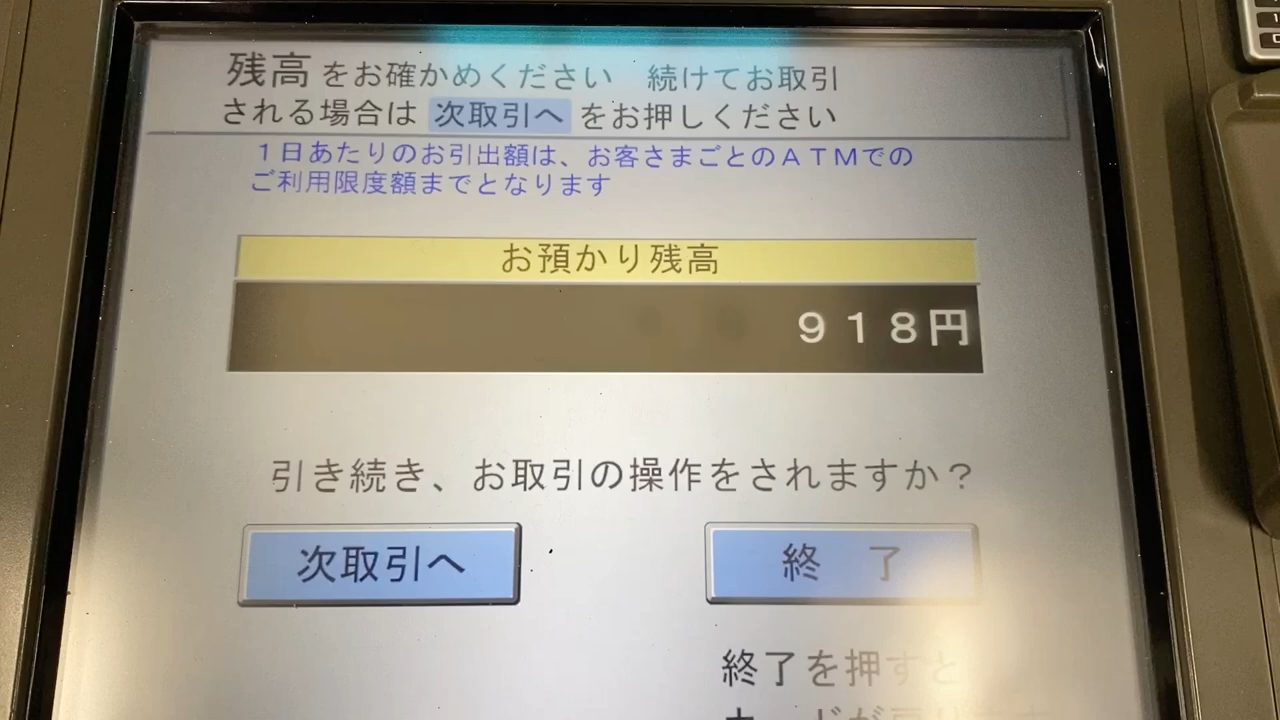 残高をお確かめください　続けてお取引
される場合は 次取引へ をお押しください
１日あたりのお引出額は、お客さまごとのＡＴＭでの
ご利用限度額までとなります
お預かり残高
９１８円
引き続き、お取引の操作をされますか？
次取引へ
終　了
終了を押すと